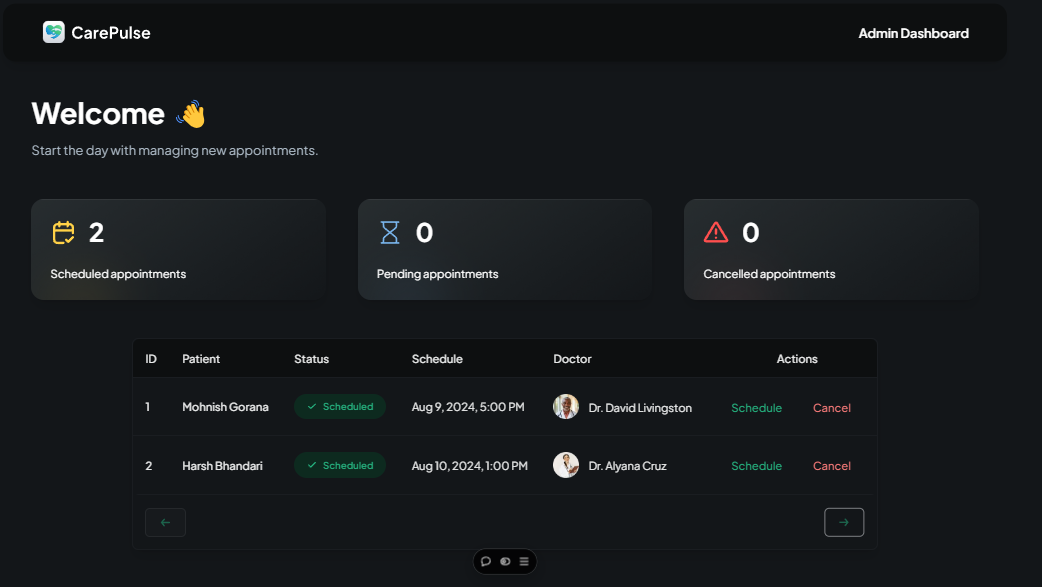 CarePulse
Admin Dashboard
Welcome 👋
Start the day with managing new appointments.
2
Scheduled appointments
0
Pending appointments
0
Cancelled appointments
ID Patient Status Schedule Doctor Actions
1 Mohnish Gorana Scheduled Aug 9, 2024, 5:00 PM Dr. David Livingston Schedule Cancel
2 Harsh Bhandari Scheduled Aug 10, 2024, 1:00 PM Dr. Alyana Cruz Schedule Cancel